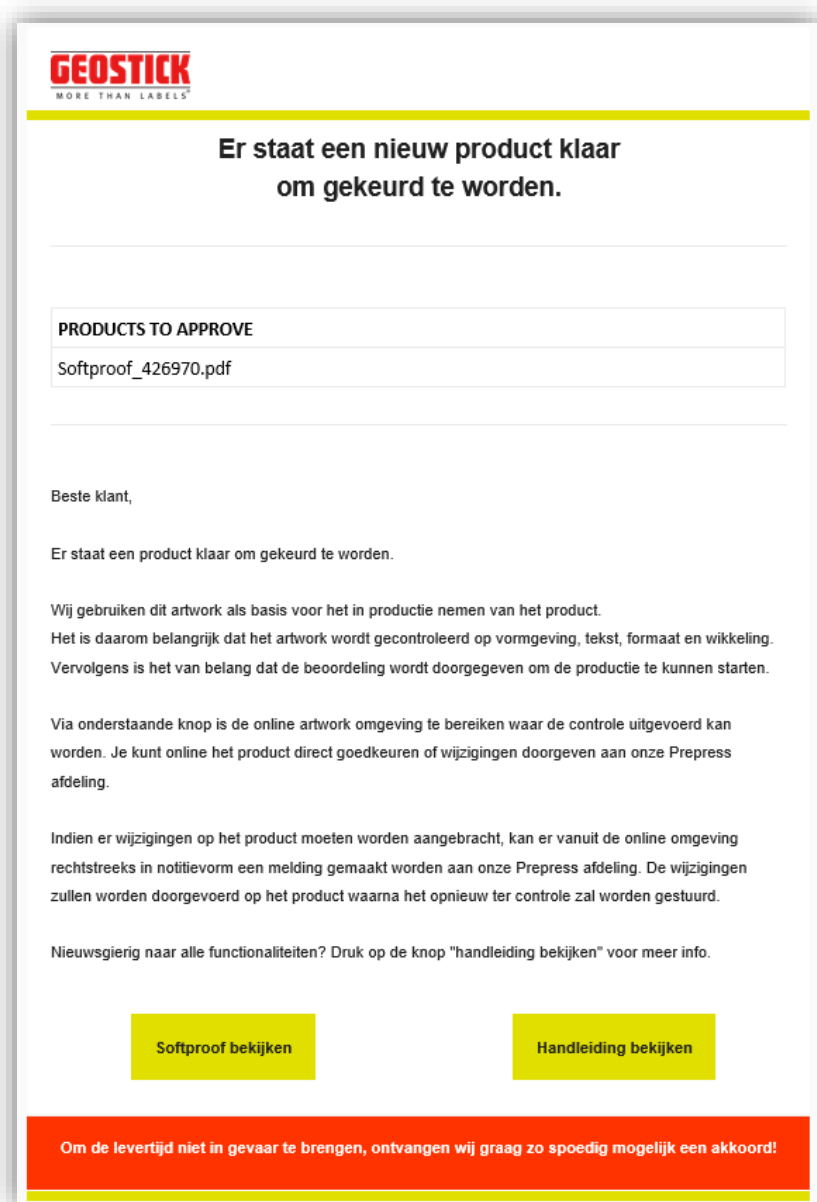 GEOSTICK
MORE THAN LABELS®
Er staat een nieuw product klaar
om gekeurd te worden.
PRODUCTS TO APPROVE
Softproof_426970.pdf
Beste klant,
Er staat een product klaar om gekeurd te worden.
Wij gebruiken dit artwork als basis voor het in productie nemen van het product.
Het is daarom belangrijk dat het artwork wordt gecontroleerd op vormgeving, tekst, formaat en wikkeling.
Vervolgens is het van belang dat de beoordeling wordt doorgegeven om de productie te kunnen starten.
Via onderstaande knop is de online artwork omgeving te bereiken waar de controle uitgevoerd kan
worden. Je kunt online het product direct goedkeuren of wijzigingen doorgeven aan onze Prepress
afdeling.
Indien er wijzigingen op het product moeten worden aangebracht, kan er vanuit de online omgeving
rechtstreeks in notitievorm een melding gemaakt worden aan onze Prepress afdeling. De wijzigingen
zullen worden doorgevoerd op het product waarna het opnieuw ter controle zal worden gestuurd.
Nieuwsgierig naar alle functionaliteiten? Druk op de knop "handleiding bekijken" voor meer info.
Softproof bekijken
Handleiding bekijken
Om de levertijd niet in gevaar te brengen, ontvangen wij graag zo spoedig mogelijk een akkoord!